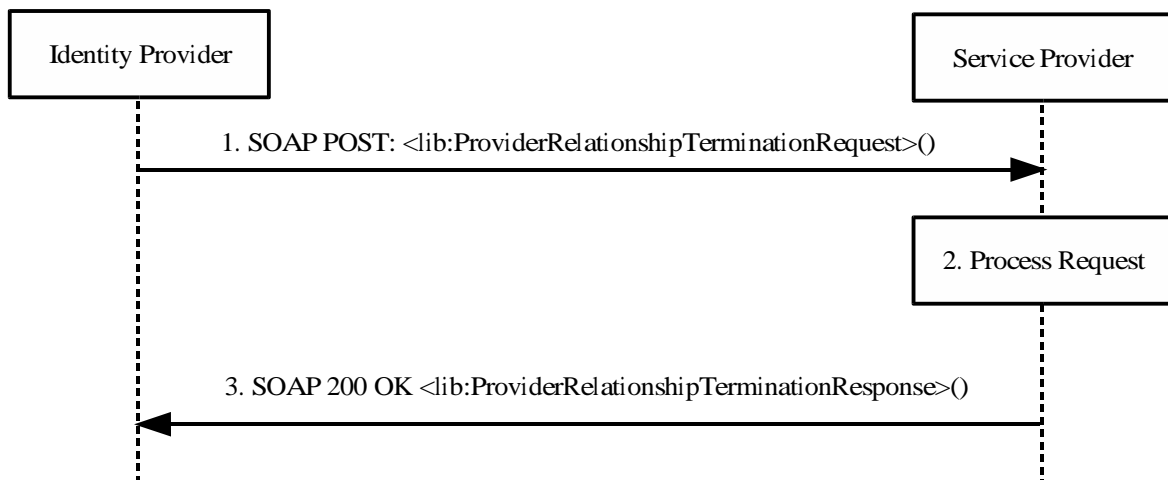 Identity Provider
Service Provider
1. SOAP POST: <lib:ProviderRelationshipTerminationRequest>()
2. Process Request
3. SOAP 200 OK <lib:ProviderRelationshipTerminationResponse>()